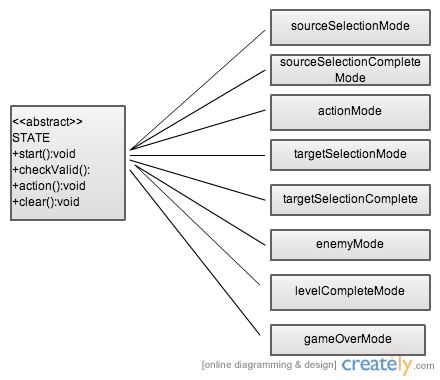 <<abstract>>
STATE
+start():void
+checkValid():
+action():void
+clear():void
sourceSelectionMode
sourceSelectionComplete
Mode
actionMode
targetSelectionMode
targetSelectionComplete
enemyMode
levelCompleteMode
gameOverMode
[online diagramming & design] creately.com